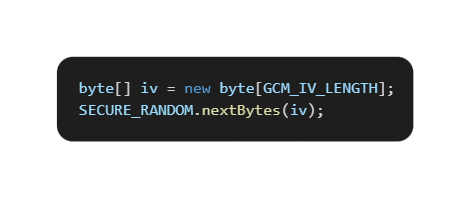 byte[] iv = new byte[GCM_IV_LENGTH];
SECURE_RANDOM.nextBytes(iv);